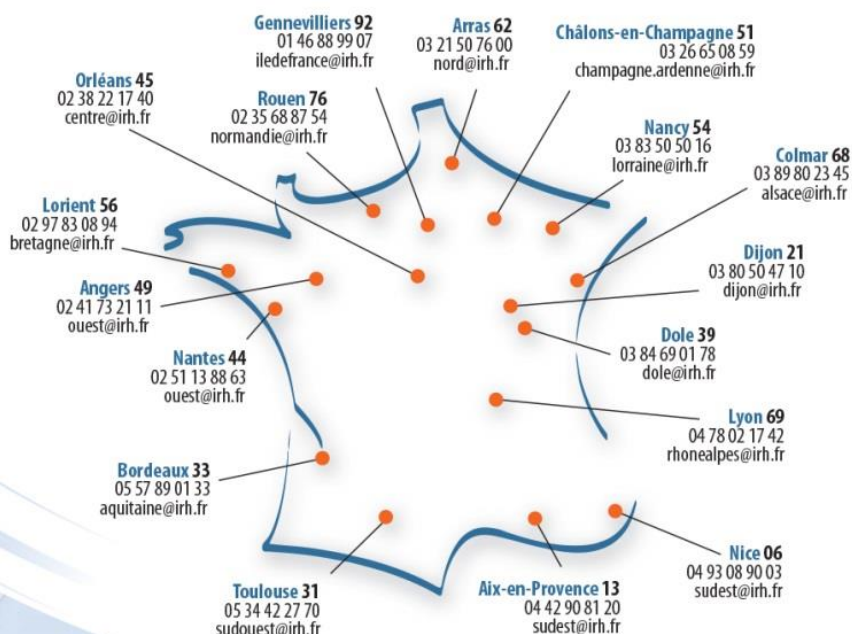 Gennevilliers 92
01 46 88 99 07
iledefrance@irh.fr
Arras 62
03 21 50 76 00
nord@irh.fr
Châlons-en-Champagne 51
03 26 65 08 59
champagne.ardenne@irh.fr
Orléans 45
02 38 22 17 40
centre@irh.fr
Rouen 76
02 35 68 87 54
normandie@irh.fr
Nancy 54
03 83 50 50 16
lorraine@irh.fr
Colmar 68
03 89 80 23 45
alsace@irh.fr
Lorient 56
02 97 83 08 94
bretagne@irh.fr
Dijon 21
03 80 50 47 10
dijon@irh.fr
Angers 49
02 41 73 21 11
ouest@irh.fr
Dole 39
03 84 69 01 78
dole@irh.fr
Nantes 44
02 51 13 88 63
ouest@irh.fr
Lyon 69
04 78 02 17 42
rhonealpes@irh.fr
Bordeaux 33
05 57 89 01 33
aquitaine@irh.fr
Nice 06
04 93 08 90 03
sudest@irh.fr
Toulouse 31
05 34 42 27 70
sudouest@irh.fr
Aix-en-Provence 13
04 42 90 81 20
sudest@irh.fr